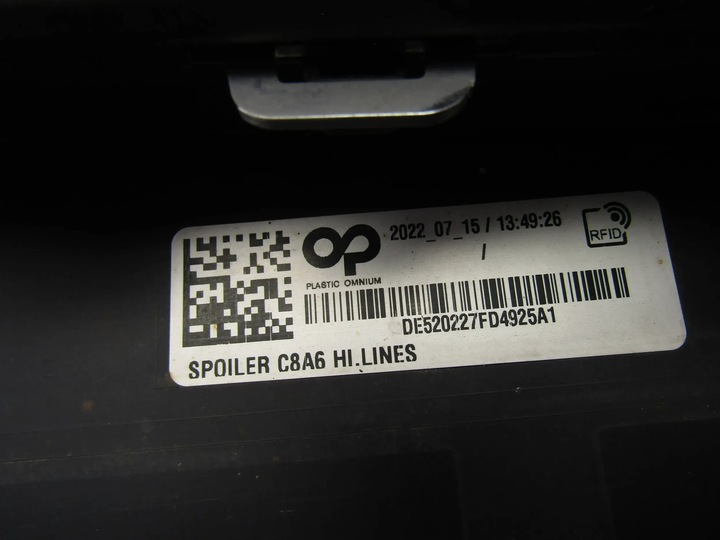 OP
PLASTIC OMNIUM
2022_07_15 / 13:49:26
/
RFID
DE520227FD4925A1
SPOILER C8A6 HI.LINES